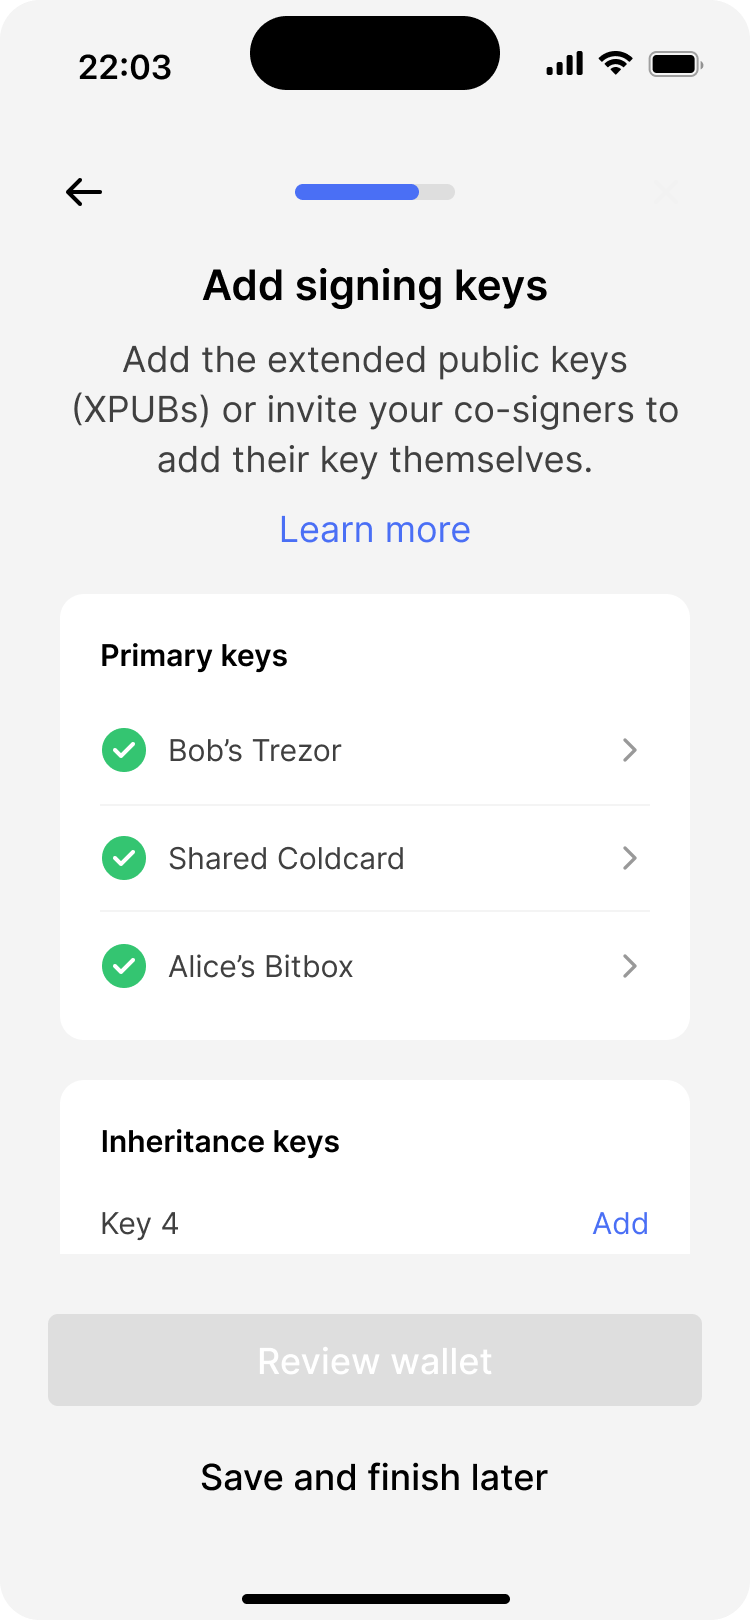 22:03
Add signing keys
Add the extended public keys
(XPUBs) or invite your co-signers to
add their key themselves.
Learn more
Primary keys
Bob’s Trezor
Shared Coldcard
Alice’s Bitbox
Inheritance keys
Key 4 Add
Review wallet
Save and finish later